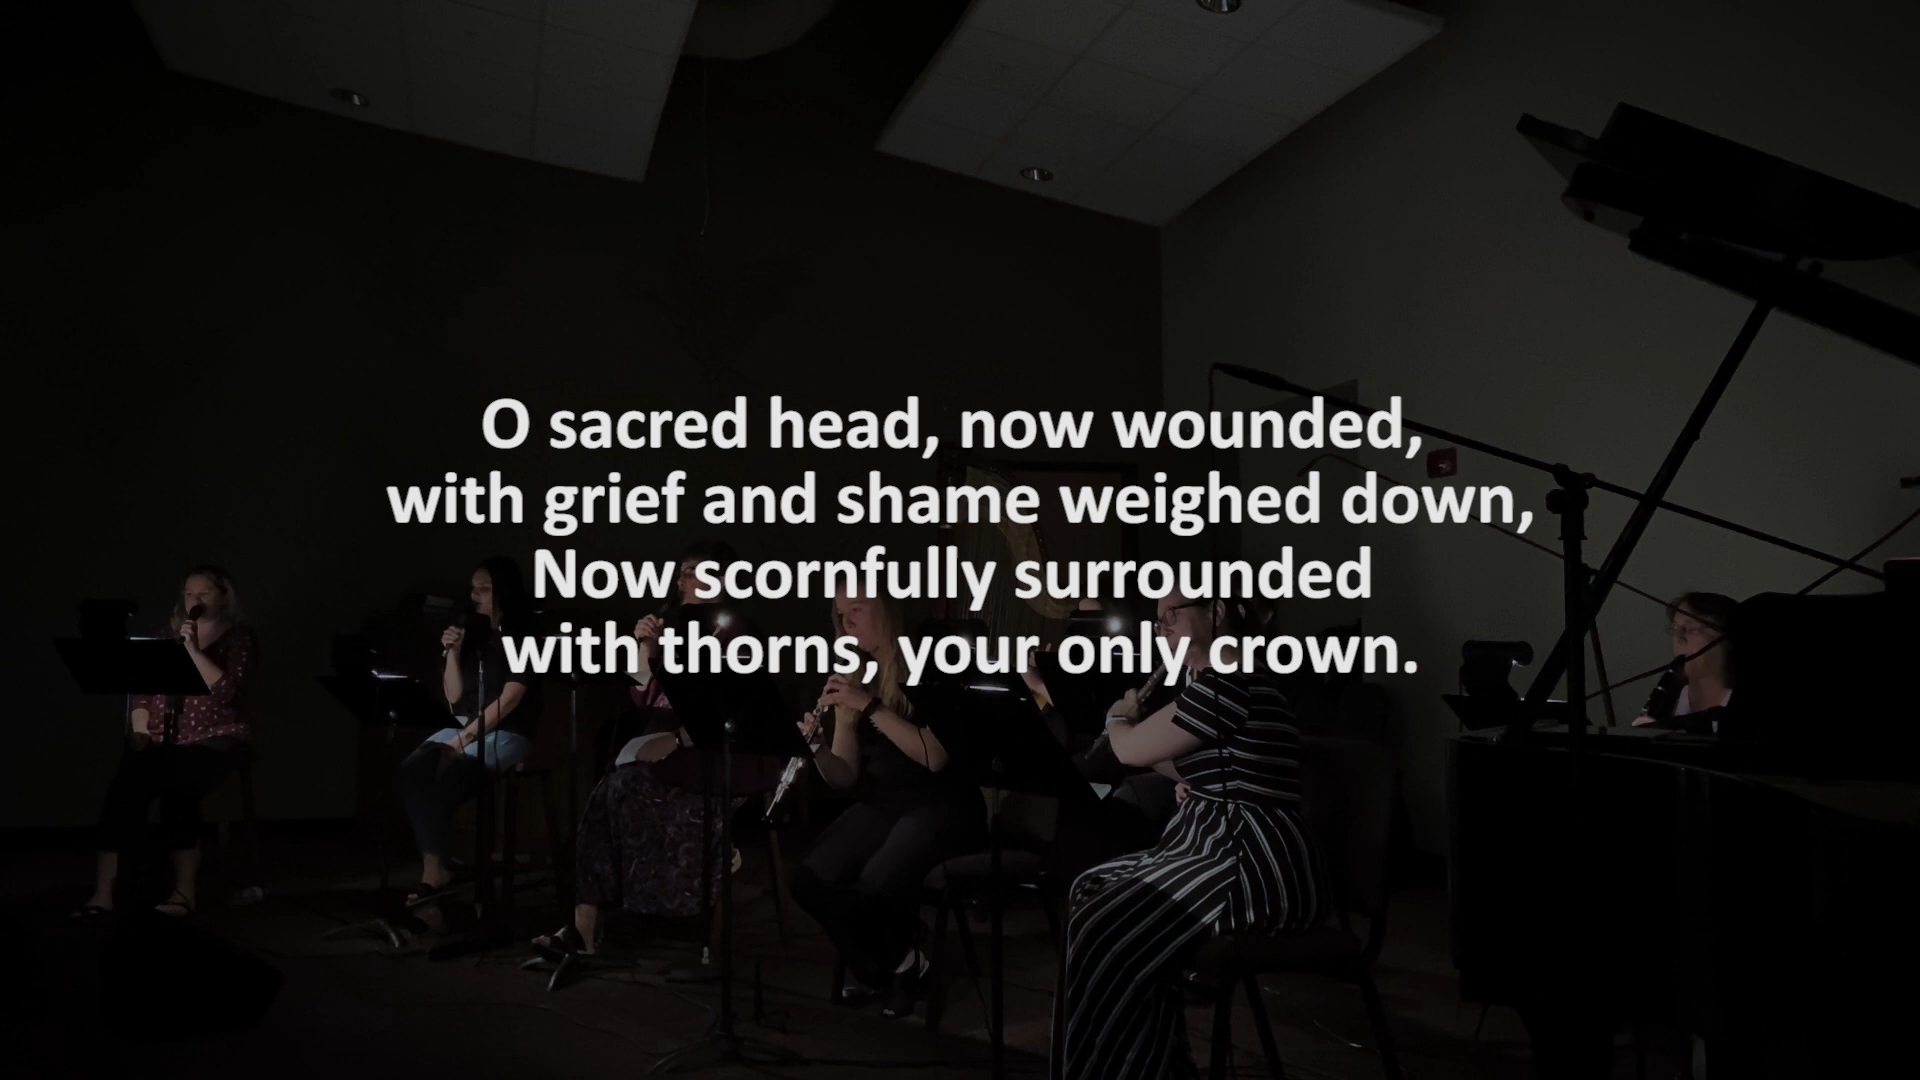 O sacred head, now wounded,
with grief and shame weighed down,
Now scornfully surrounded
with thorns, your only crown.